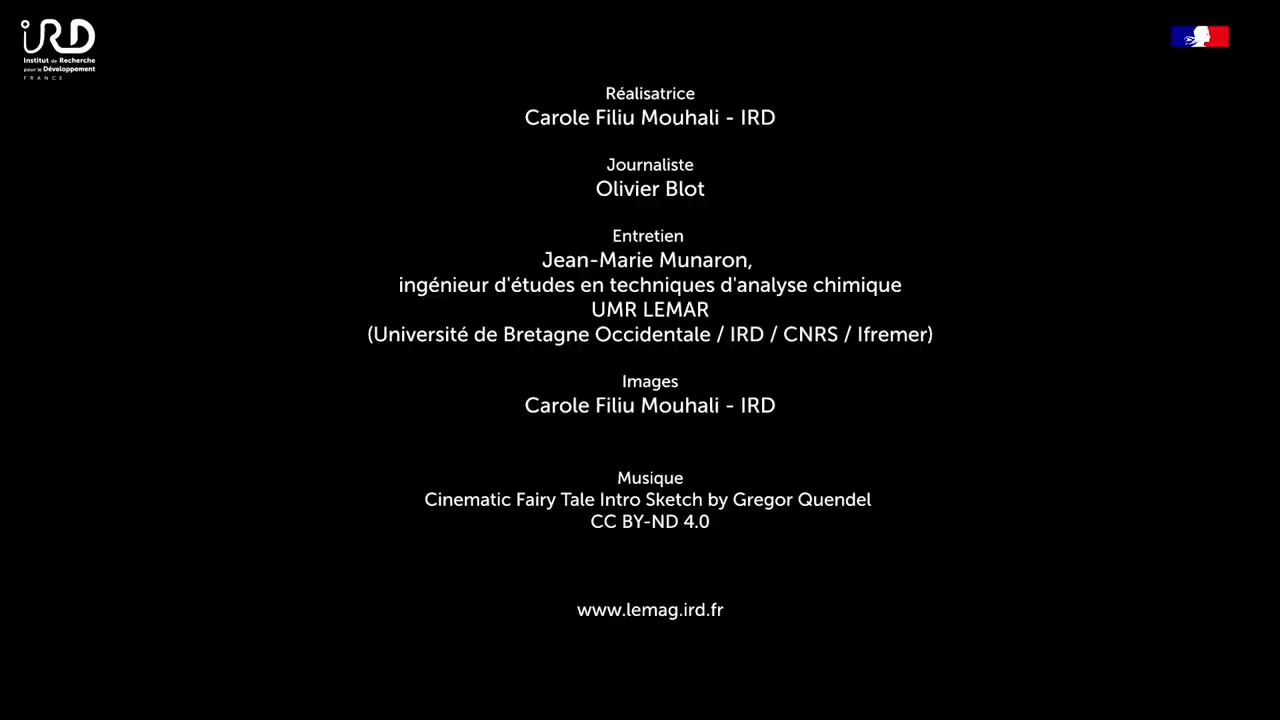 iRD
Institut de Recherche
pour le Développement
FRANCE
Réalisatrice
Carole Filiu Mouhali - IRD
Journaliste
Olivier Blot
Entretien
Jean-Marie Munaron,
ingénieur d'études en techniques d'analyse chimique
UMR LEMAR
(Université de Bretagne Occidentale / IRD / CNRS / Ifremer)
Images
Carole Filiu Mouhali - IRD
Musique
Cinematic Fairy Tale Intro Sketch by Gregor Quendel
CC BY-ND 4.0
www.lemag.ird.fr